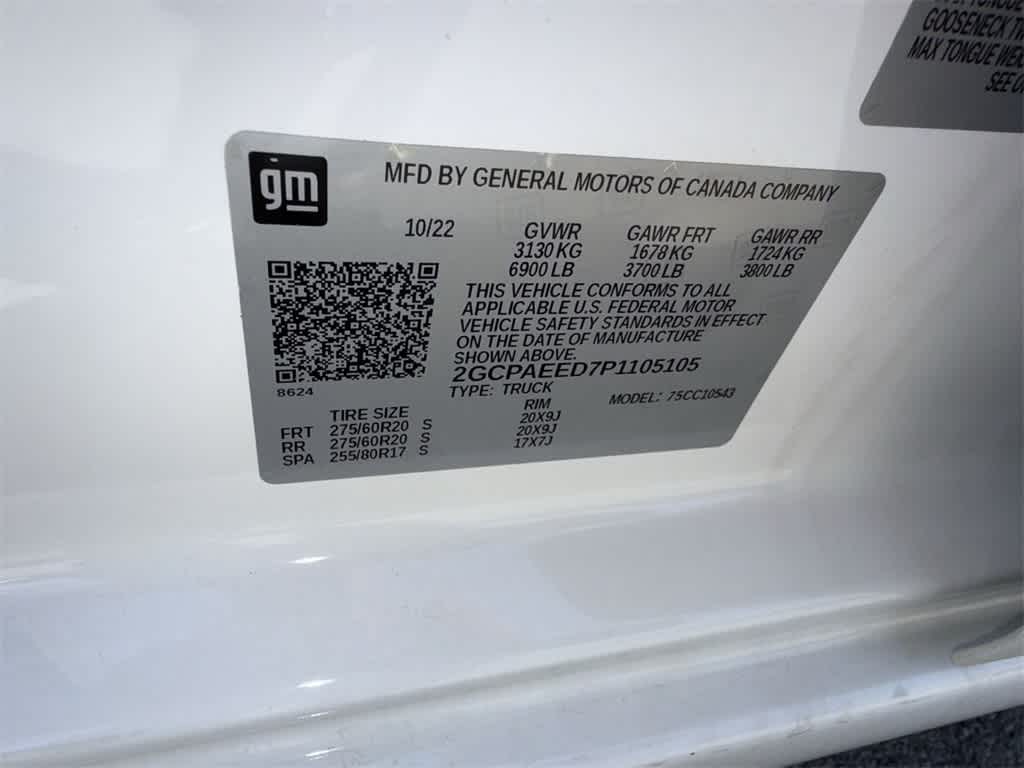 GOOSENECK
MAX TONGUE
SEE
gm
MFD BY GENERAL MOTORS OF CANADA COMPANY
10/22 GVWR GAWR FRT GAWR RR
3130 KG 1678 KG 1724 KG
6900 LB 3700 LB 3800 LB
THIS VEHICLE CONFORMS TO ALL
APPLICABLE U.S. FEDERAL MOTOR
VEHICLE SAFETY STANDARDS IN EFFECT
ON THE DATE OF MANUFACTURE
SHOWN ABOVE.
2GCPAEED7P1105105
8624 TYPE: TRUCK MODEL: 75CC10543
TIRE SIZE RIM
FRT 275/60R20 S 20X9J
RR 275/60R20 S 20X9J
SPA 255/80R17 S 17X7J